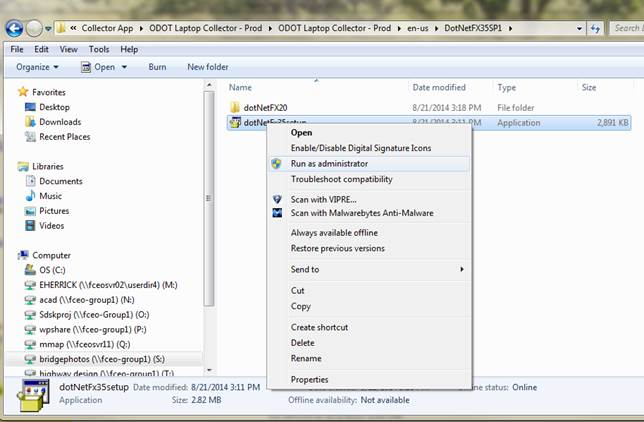 « Collector App ▸ ODOT Laptop Collector - Prod ▸ ODOT Laptop Collector - Prod ▸ en-us ▸ DotNetFX35SP1 ▸
Search D
File Edit View Tools Help
Organize Open Burn New folder
Name Date modified Type Size
Favorites
Desktop
Downloads
Recent Places
Libraries
Documents
Music
Pictures
Videos
Computer
OS (C:)
EHERRICK (\\fceosvr02\userdir4) (M:)
acad (\\fceo-group1) (N:)
Sdskproj (\\fceo-group1) (O:)
wpshare (\\fceo-group1) (P:)
mmap (\\fceosvr11) (Q:)
bridgephotos (\\fceo-group1) (S:)
highway design (\\fceo-group1) (T:)
dotNetFX20 8/21/2014 3:18 PM File folder
dotNetFx35setup 8/21/2014 3:11 PM Application 2,891 KB
Open
Enable/Disable Digital Signature Icons
Run as administrator
Troubleshoot compatibility
Scan with VIPRE...
Scan with Malwarebytes Anti-Malware
Always available offline
Restore previous versions
Send to
Cut
Copy
Create shortcut
Delete
Rename
Properties
dotNetFx35setup Date modified: 8/21/2014 3:11 PM
Online status: Online
Application Size: 2.82 MB
Offline availability: Not available